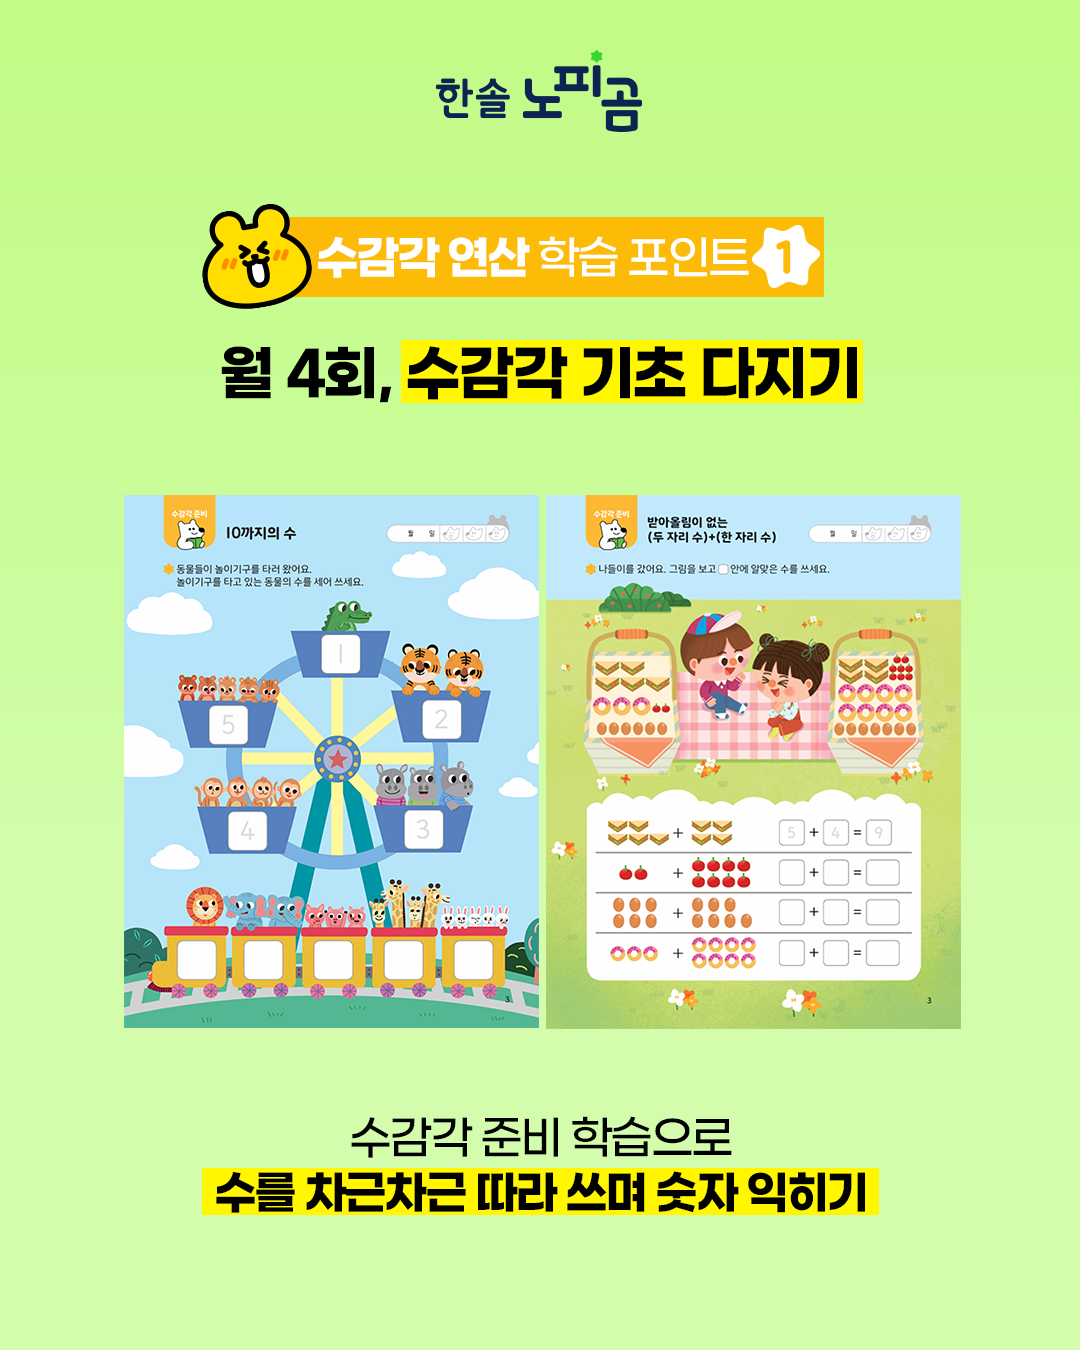 한솔 노피곰
수감각 연산 학습 포인트 1
월 4회, 수감각 기초 다지기
수감각 준비
10까지의 수
월 일
동물들이 놀이기구를 타러 왔어요.
놀이기구를 타고 있는 동물의 수를 세어 쓰세요.
1
5
2
4
3
3
수감각 준비
받아올림이 없는
(두 자리 수)+(한 자리 수)
월 일
나들이를 갔어요. 그림을 보고 □ 안에 알맞은 수를 쓰세요.
+ 5 + 4 = 9
+ + =
+ + =
+ + =
3
수감각 준비 학습으로
수를 차근차근 따라 쓰며 숫자 익히기